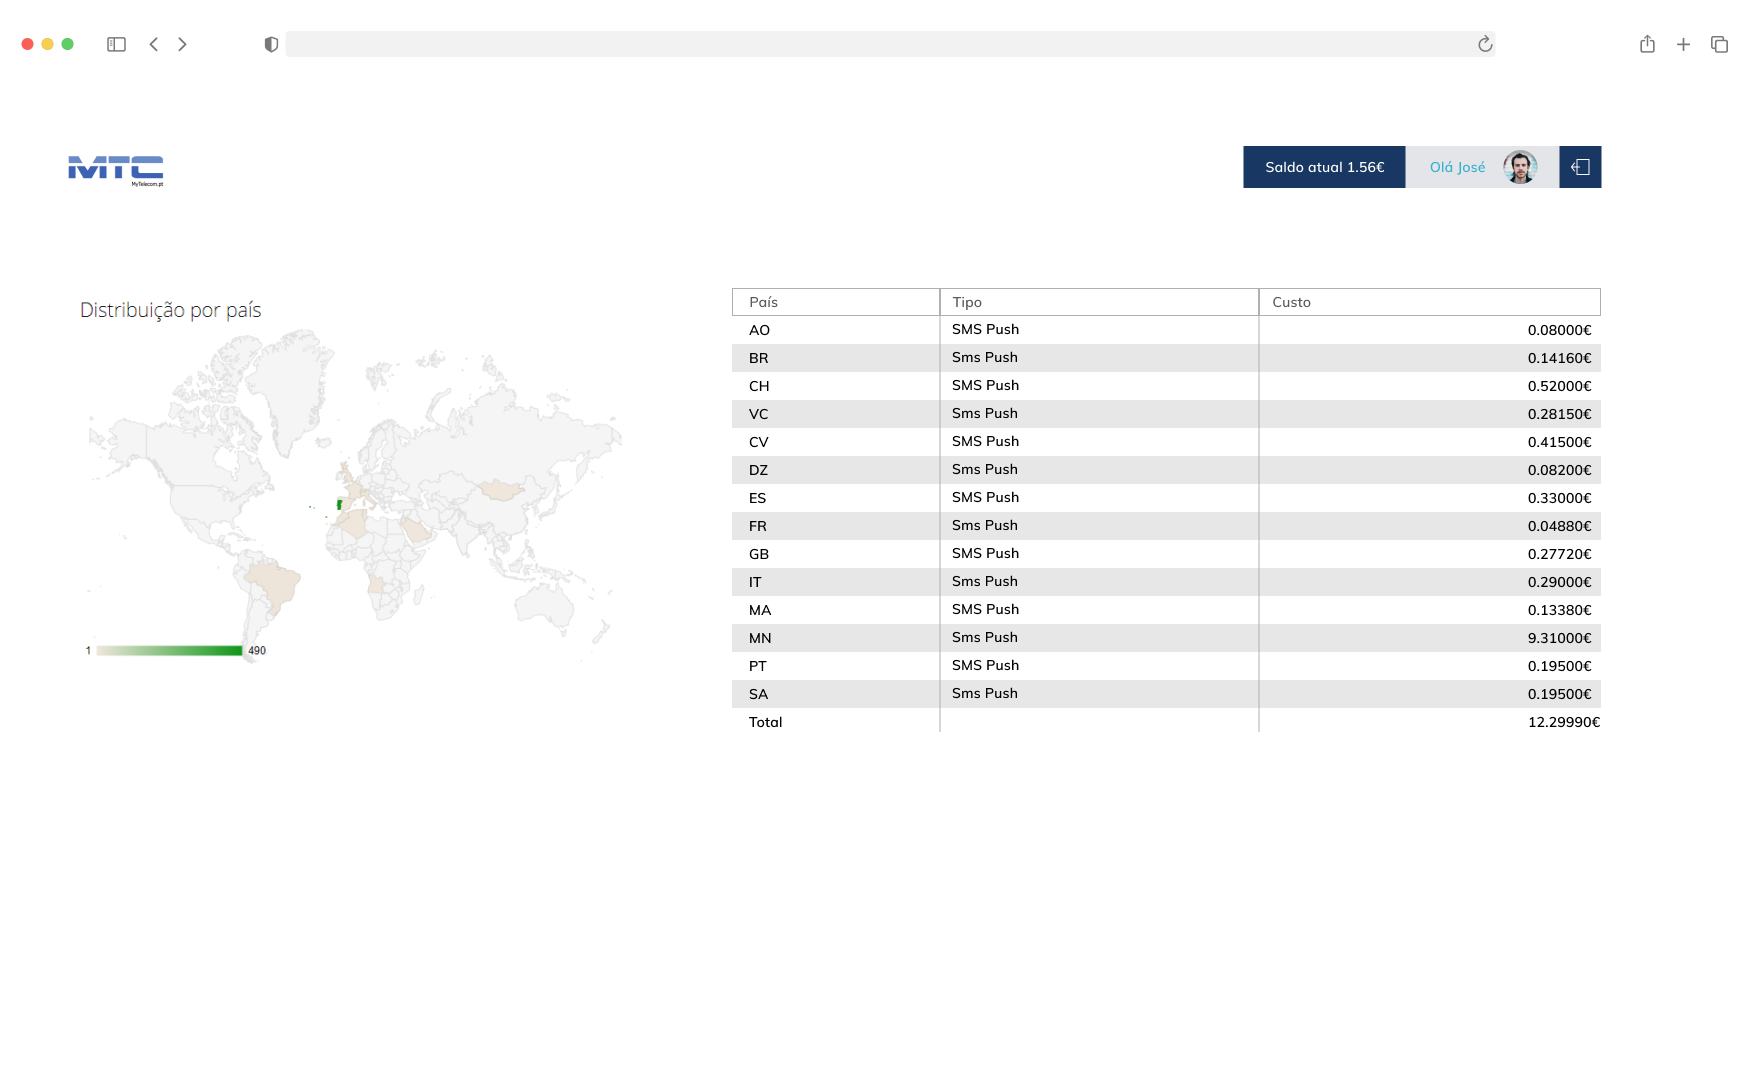 MTC
MyTelecom.pt
Saldo atual 1.56€
Olá José
Distribuição por país
1
490
País Tipo Custo
AO SMS Push 0.08000€
BR Sms Push 0.14160€
CH SMS Push 0.52000€
VC Sms Push 0.28150€
CV SMS Push 0.41500€
DZ Sms Push 0.08200€
ES SMS Push 0.33000€
FR Sms Push 0.04880€
GB SMS Push 0.27720€
IT Sms Push 0.29000€
MA SMS Push 0.13380€
MN Sms Push 9.31000€
PT SMS Push 0.19500€
SA Sms Push 0.19500€
Total 12.29990€